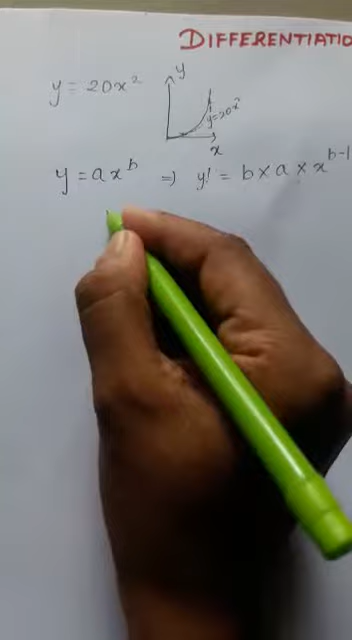 DIFFERENTIATIO
y = 20x²
y
y=20x²
x
y = ax^b ⇒ y' = b×a×x^{b-1}